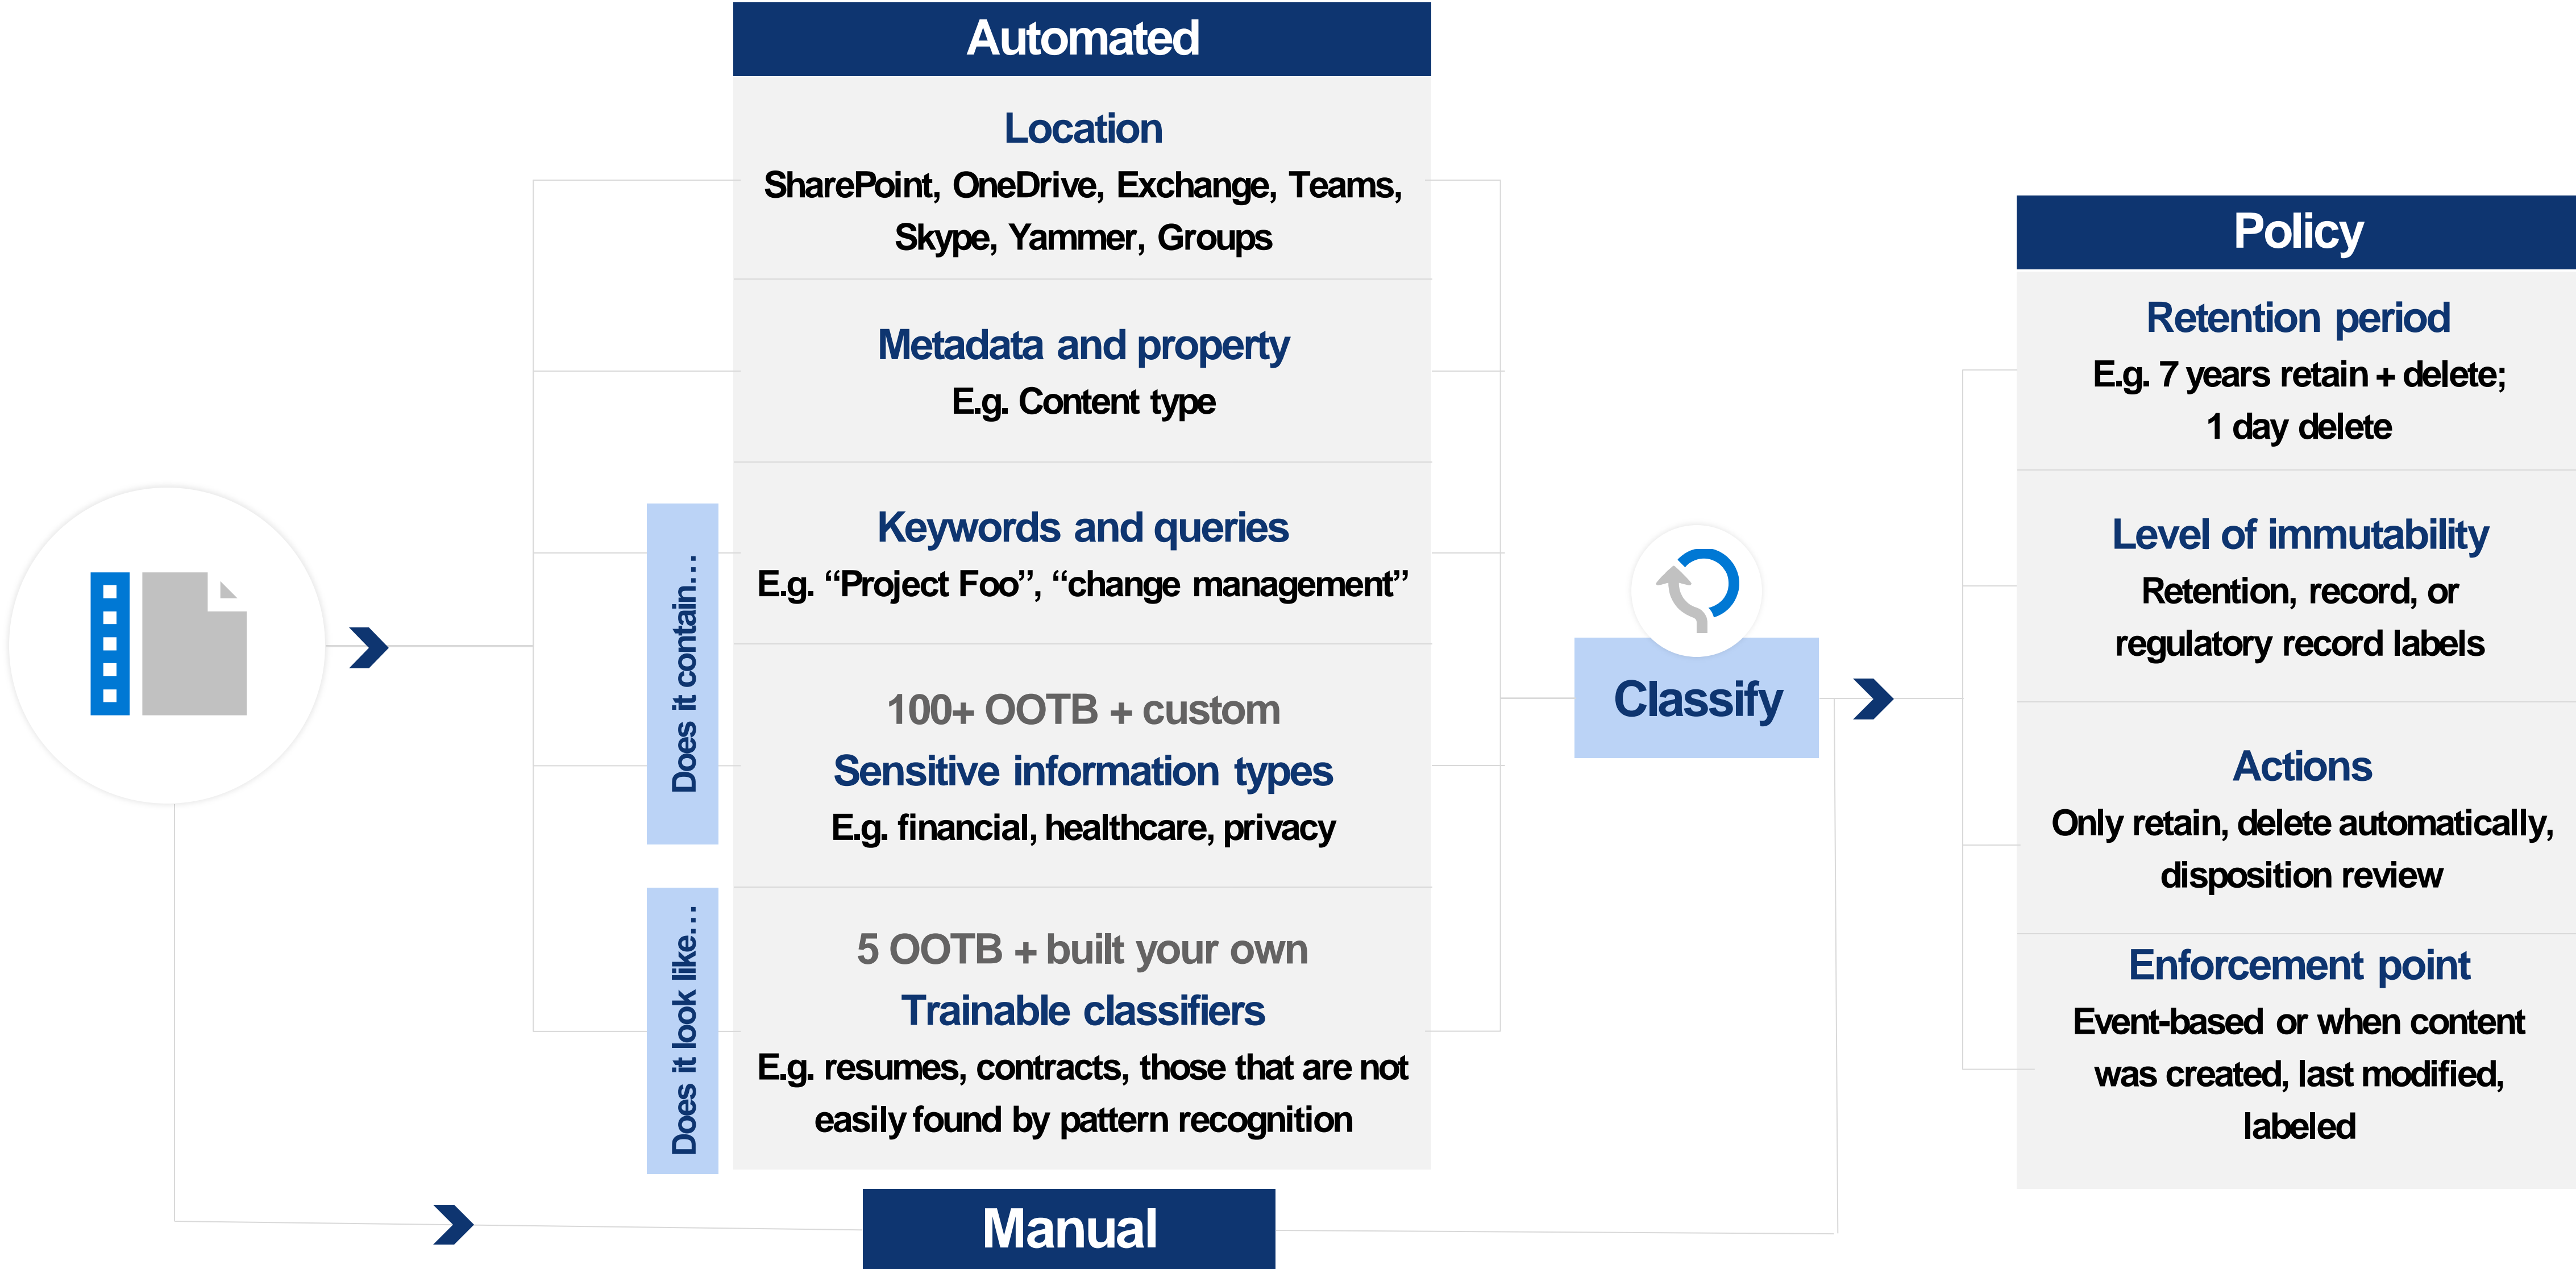 Automated
Location
SharePoint, OneDrive, Exchange, Teams,
Skype, Yammer, Groups
Metadata and property
E.g. Content type
Does it contain...
Keywords and queries
E.g. “Project Foo”, “change management”
100+ OOTB + custom
Sensitive information types
E.g. financial, healthcare, privacy
Does it look like...
5 OOTB + built your own
Trainable classifiers
E.g. resumes, contracts, those that are not
easily found by pattern recognition
Manual
Classify
Policy
Retention period
E.g. 7 years retain + delete;
1 day delete
Level of immutability
Retention, record, or
regulatory record labels
Actions
Only retain, delete automatically,
disposition review
Enforcement point
Event-based or when content
was created, last modified,
labeled